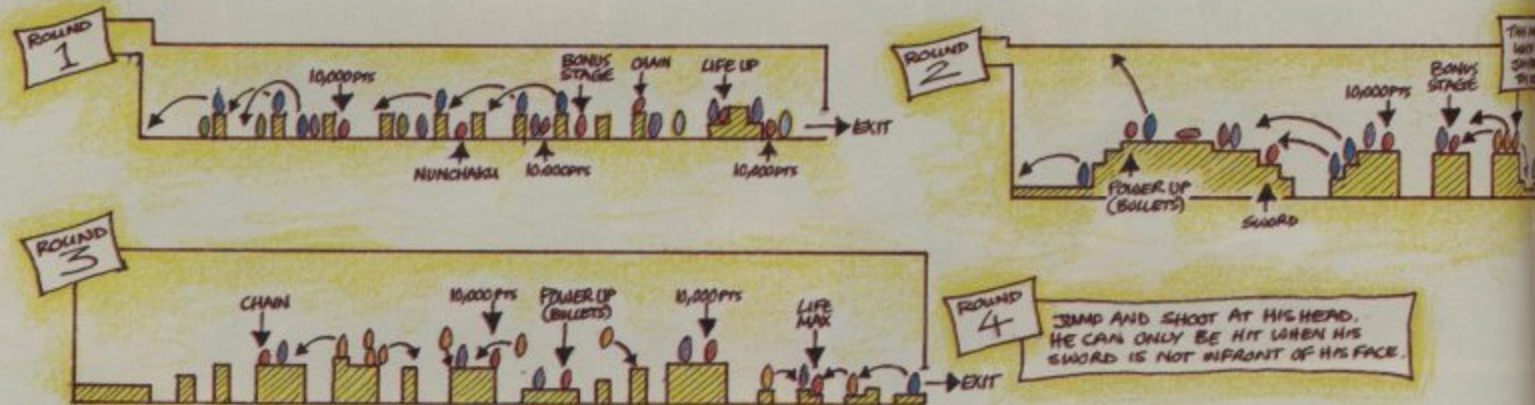 ROUND
1
10,000PTS
BONUS
STAGE
CHAIN
LIFE UP
EXIT
NUNCHAKU
10,000PTS
10,000PTS
ROUND
2
10,000PTS
BONUS
STAGE
POWER UP
(BULLETS)
SWORD
ROUND
3
CHAIN
10,000PTS
POWER UP
(BULLETS)
10,000PTS
LIFE
MAX
EXIT
ROUND
4
JUMP AND SHOOT AT HIS HEAD.
HE CAN ONLY BE HIT WHEN HIS
SWORD IS NOT INFRONT OF HIS FACE.